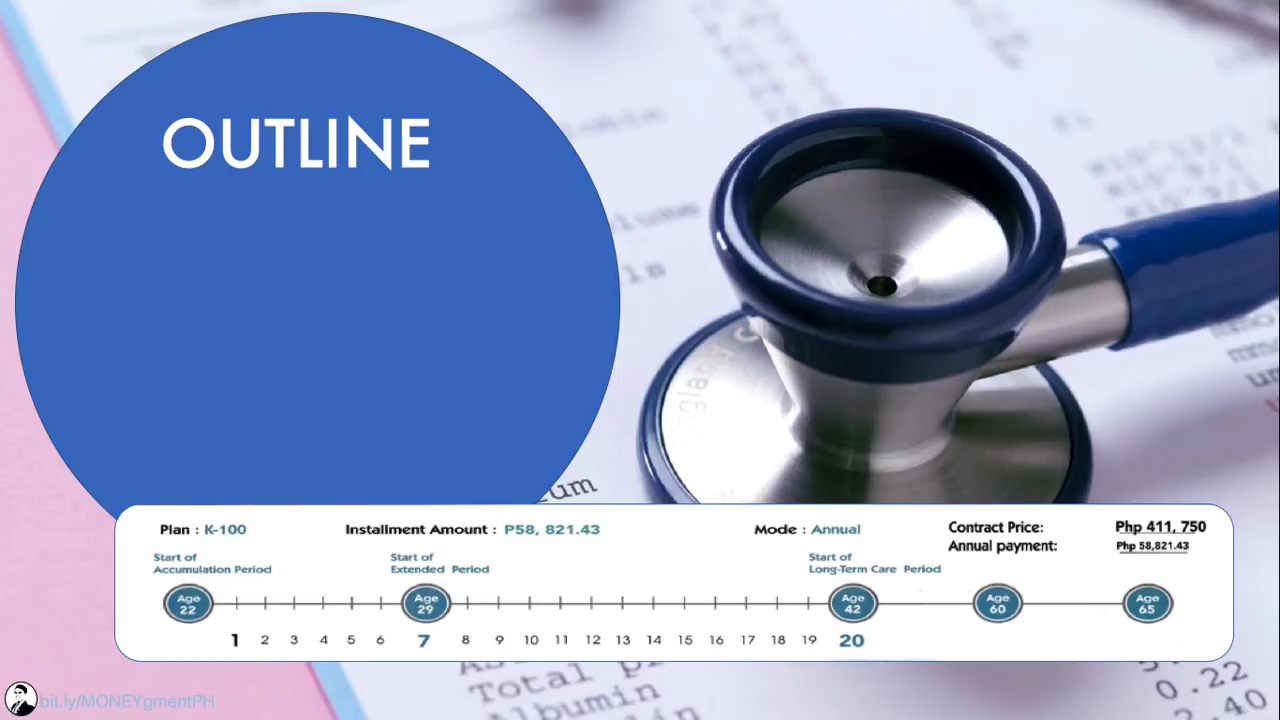 OUTLINE
Plan : K-100
Installment Amount : P58, 821.43
Mode : Annual
Contract Price: Php 411, 750
Annual payment: Php 58,821.43
Start of
Accumulation Period
Start of
Extended Period
Start of
Long-Term Care Period
Age
22
Age
29
Age
42
Age
60
Age
65
1 2 3 4 5 6 7 8 9 10 11 12 13 14 15 16 17 18 19 20
um
Total
Albumin
0.22
2.40
bit.ly/MONEYgmentPH